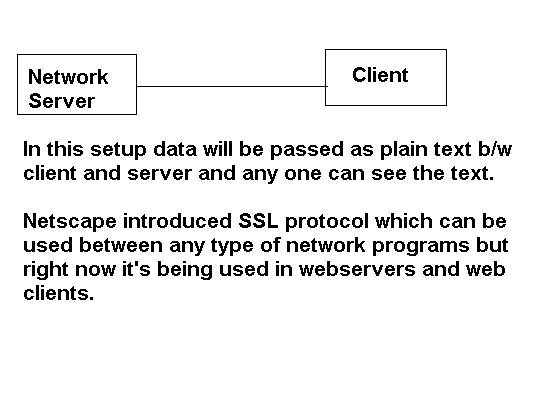 Network
Server
Client
In this setup data will be passed as plain text b/w
client and server and any one can see the text.
Netscape introduced SSL protocol which can be
used between any type of network programs but
right now it's being used in webservers and web
clients.